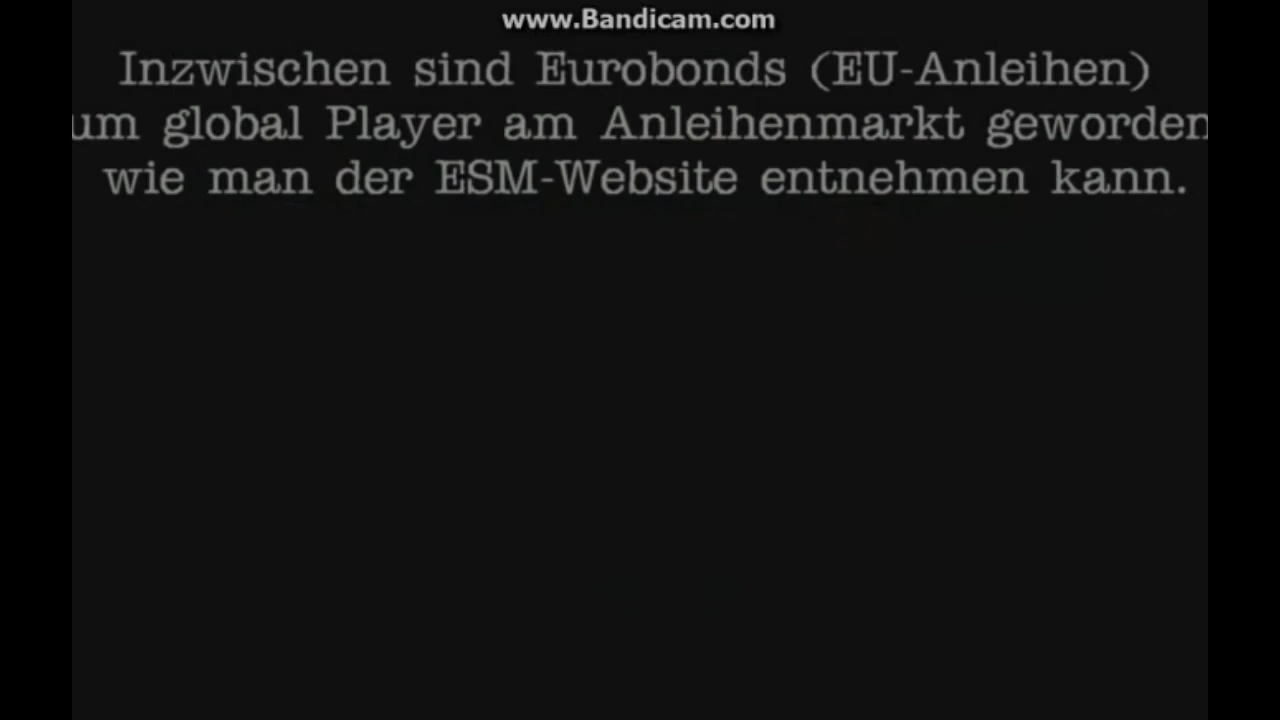 www.Bandicam.com
Inzwischen sind Eurobonds (EU-Anleihen)
um global Player am Anleihenmarkt geworden
wie man der ESM-Website entnehmen kann.